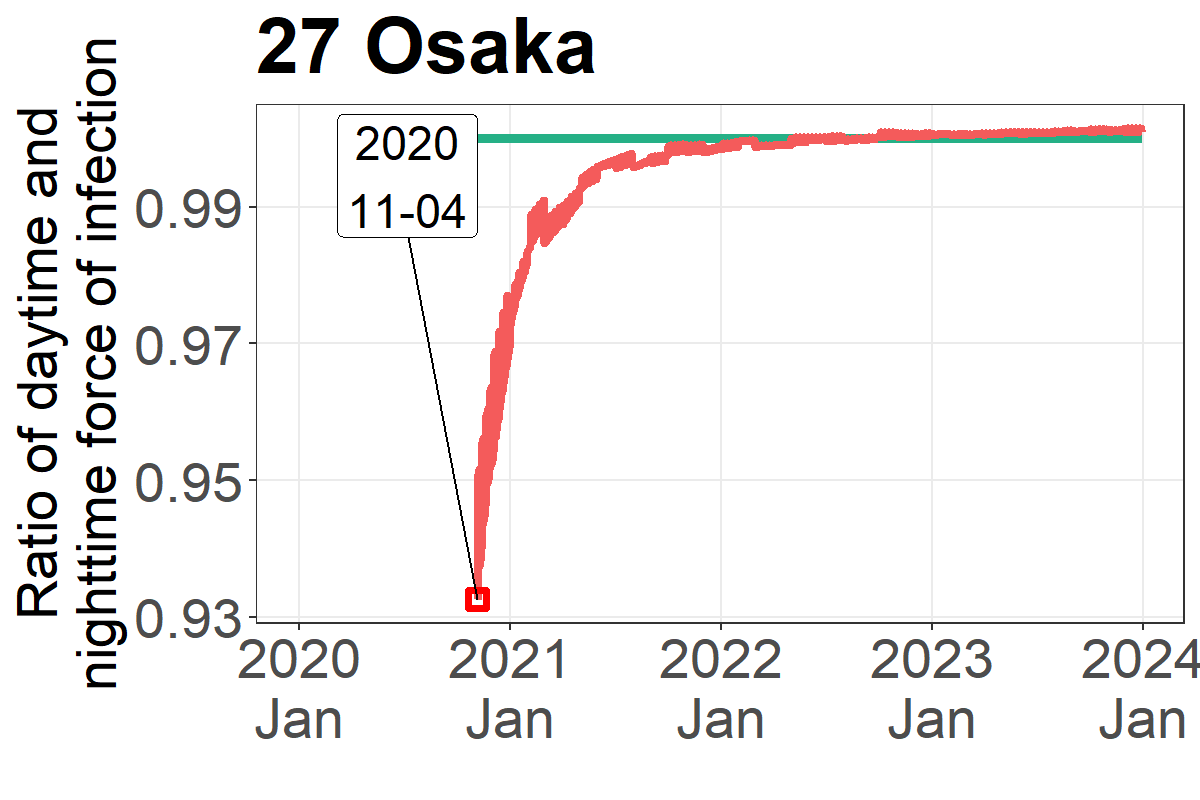 27 Osaka
Ratio of daytime and
nighttime force of infection
2020
11-04
0.99
0.97
0.95
0.93
2020
Jan
2021
Jan
2022
Jan
2023
Jan
2024
Jan